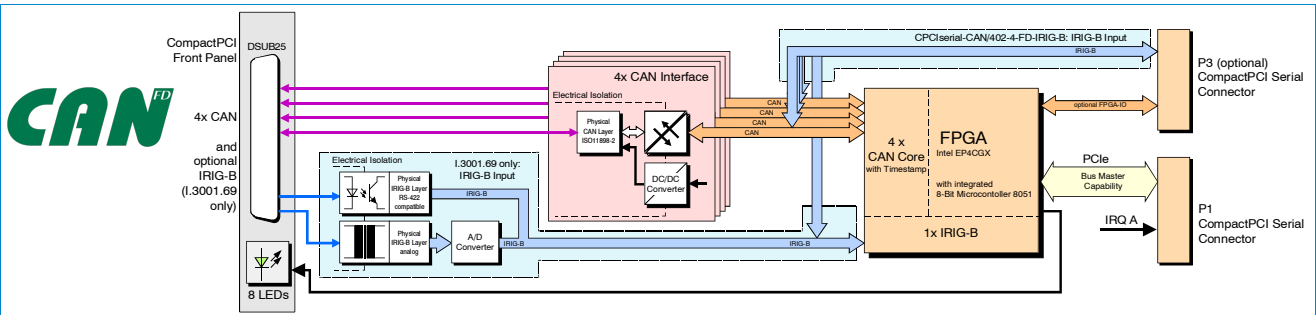 CAN FD
CompactPCI
Front Panel
4x CAN
and
optional
IRIG-B
(I.3001.69
only)
DSUB25
8 LEDs
4x CAN Interface
Electrical Isolation
Physical
CAN Layer
ISO11898-2
DC/DC
Converter
Electrical Isolation
I.3001.69 only:
IRIG-B Input
Physical
IRIG-B Layer
RS-422
compatible
Physical
IRIG-B Layer
analog
A/D
Converter
IRIG-B
IRIG-B
IRIG-B
CPCIserial-CAN/402-4-FD-IRIG-B: IRIG-B Input
IRIG-B
CAN
CAN
CAN
CAN
4 x
CAN Core
with Timestamp
FPGA
Intel EP4CGX
with integrated
8-Bit Microcontoller 8051
1x IRIG-B
optional FPGA-IO
PCIe
Bus Master
Capability
IRQ A
P3 (optional)
CompactPCI Serial
Connector
P1
CompactPCI Serial
Connector